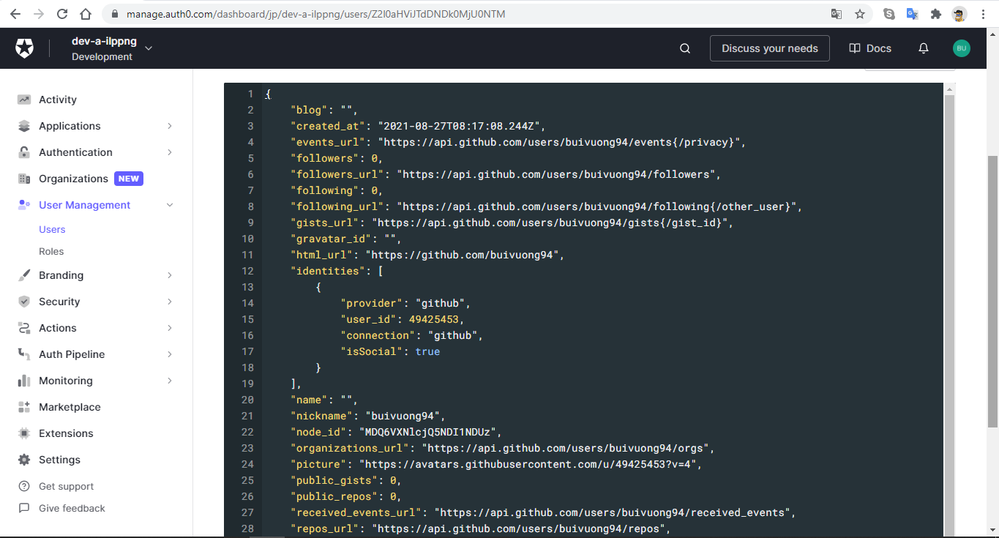 manage.auth0.com/dashboard/jp/dev-a-ilppng/users/Z2l0aHViJTdDNDk0MjU0NTM
dev-a-ilppng
Development
Discuss your needs
Docs
BU
Activity
Applications
Authentication
Organizations NEW
User Management
Users
Roles
Branding
Security
Actions
Auth Pipeline
Monitoring
Marketplace
Extensions
Settings
Get support
Give feedback
1 {
2 "blog": "",
3 "created_at": "2021-08-27T08:17:08.244Z",
4 "events_url": "https://api.github.com/users/buivuong94/events{/privacy}",
5 "followers": 0,
6 "followers_url": "https://api.github.com/users/buivuong94/followers",
7 "following": 0,
8 "following_url": "https://api.github.com/users/buivuong94/following{/other_user}",
9 "gists_url": "https://api.github.com/users/buivuong94/gists{/gist_id}",
10 "gravatar_id": "",
11 "html_url": "https://github.com/buivuong94",
12 "identities": [
13 {
14 "provider": "github",
15 "user_id": 49425453,
16 "connection": "github",
17 "isSocial": true
18 }
19 ],
20 "name": "",
21 "nickname": "buivuong94",
22 "node_id": "MDQ6VXNlcjQ5NDI1NDUz",
23 "organizations_url": "https://api.github.com/users/buivuong94/orgs",
24 "picture": "https://avatars.githubusercontent.com/u/49425453?v=4",
25 "public_gists": 0,
26 "public_repos": 0,
27 "received_events_url": "https://api.github.com/users/buivuong94/received_events",
28 "repos_url": "https://api.github.com/users/buivuong94/repos",